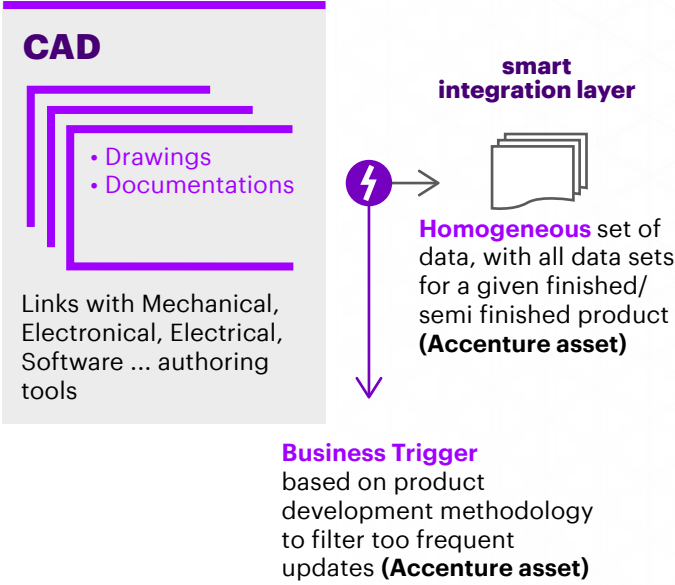 CAD
• Drawings
• Documentations
Links with Mechanical,
Electronical, Electrical,
Software ... authoring
tools
smart
integration layer
Homogeneous set of
data, with all data sets
for a given finished/
semi finished product
(Accenture asset)
Business Trigger
based on product
development methodology
to filter too frequent
updates (Accenture asset)